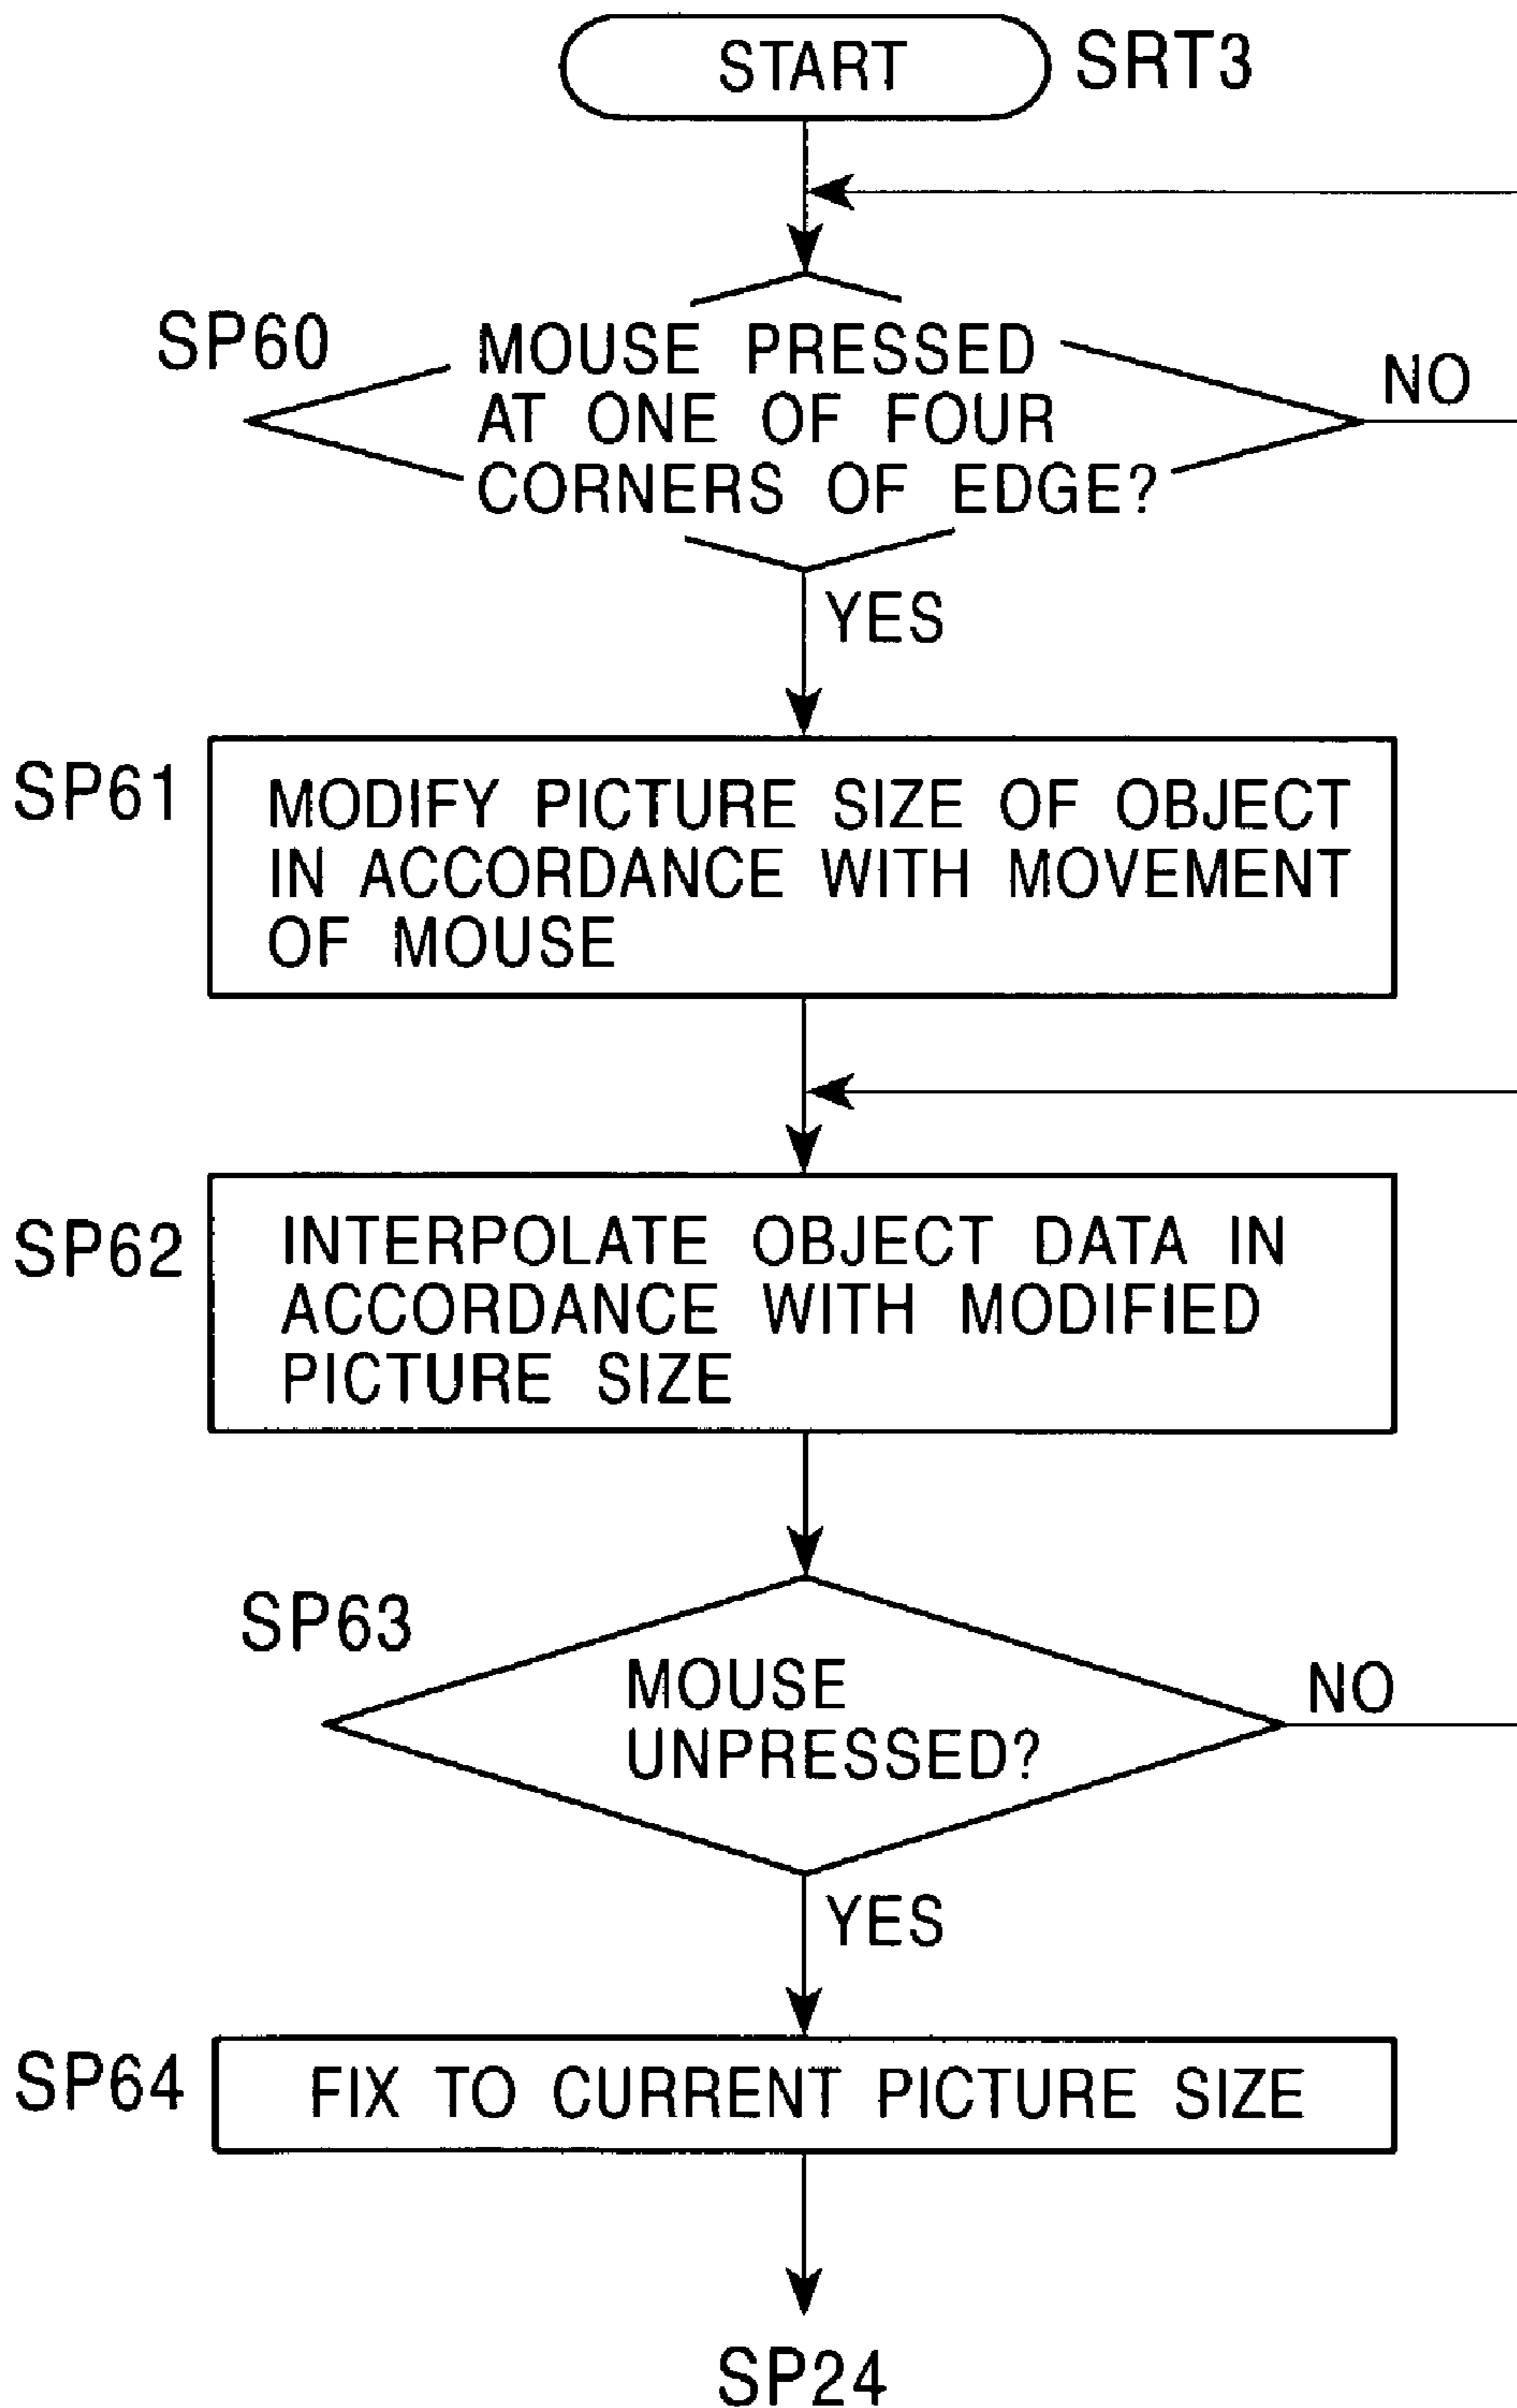 START
SRT3
SP60
MOUSE PRESSED
AT ONE OF FOUR
CORNERS OF EDGE?
NO
YES
SP61
MODIFY PICTURE SIZE OF OBJECT
IN ACCORDANCE WITH MOVEMENT
OF MOUSE
SP62
INTERPOLATE OBJECT DATA IN
ACCORDANCE WITH MODIFIED
PICTURE SIZE
SP63
MOUSE
UNPRESSED?
NO
YES
SP64
FIX TO CURRENT PICTURE SIZE
SP24